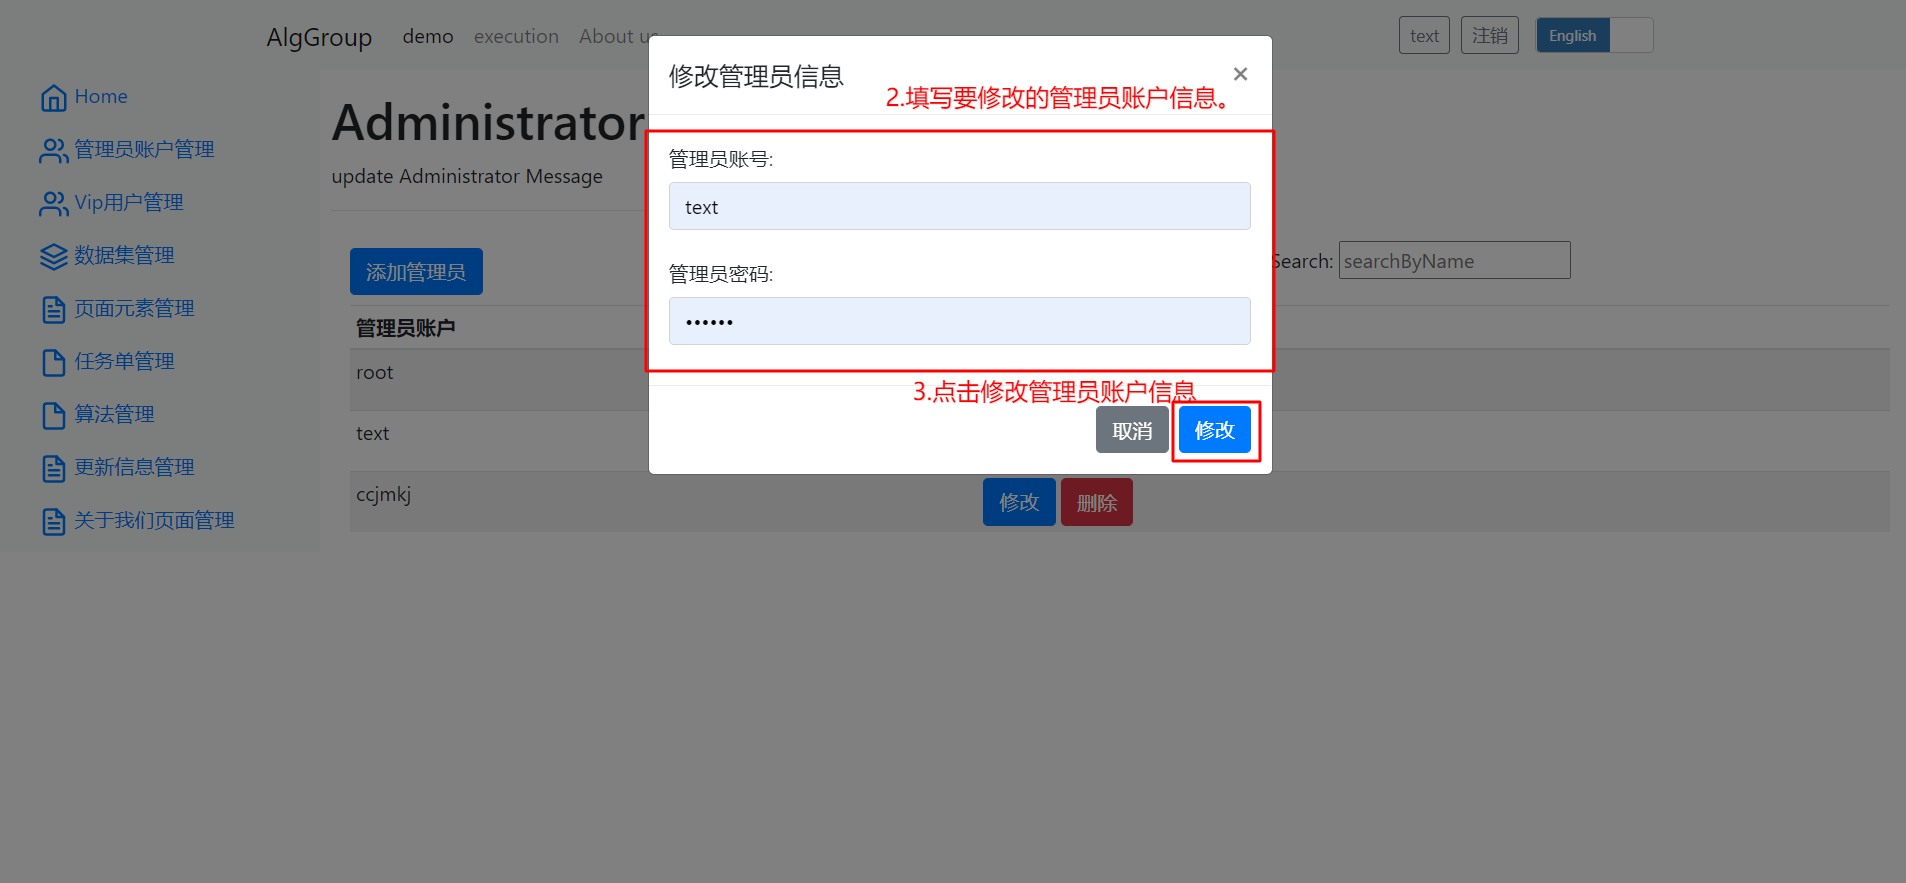 AlgGroup demo execution About us text 注销 English
Home
管理员账户管理
Vip用户管理
数据集管理
页面元素管理
任务单管理
算法管理
更新信息管理
关于我们页面管理
Administrator
update Administrator Message
添加管理员
Search: searchByName
管理员账户
root
text
ccjmkj
修改 删除
修改管理员信息 ×
2.填写要修改的管理员账户信息。
管理员账号:
text
管理员密码:
••••••
3.点击修改管理员账户信息
取消 修改